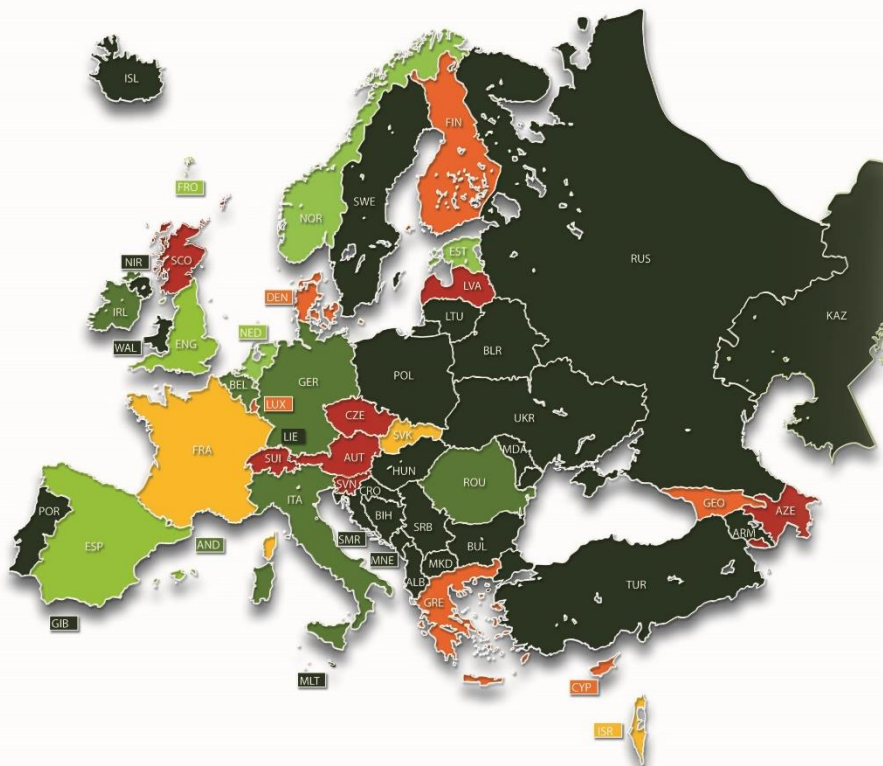 ISL
FRO
FIN
SWE
NOR
RUS
NIR
SCO
EST
LVA
DEN
IRL
KAZ
LTU
NED
WAL
ENG
BLR
BEL
GER
POL
LUX
CZE
UKR
LIE
SVK
FRA
SUI
AUT
MDA
HUN
SVN
CRO
ROU
ITA
POR
BIH
GEO
AZE
SRB
ESP
AND
SMR
BUL
ARM
MNE
MKD
ALB
TUR
GRE
GIB
MLT
CYP
ISR